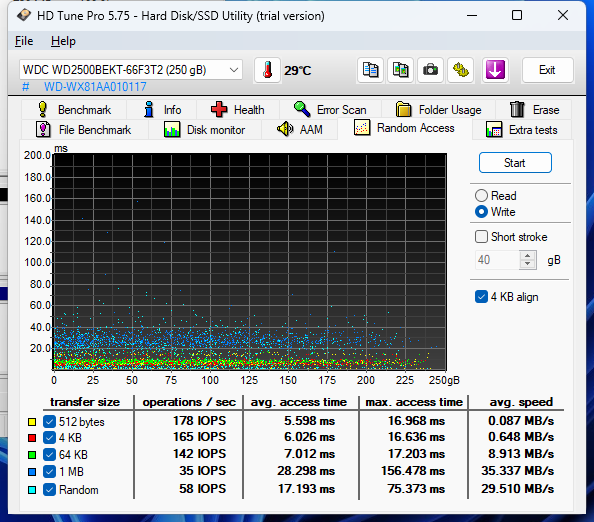 HD Tune Pro 5.75 - Hard Disk/SSD Utility (trial version)
File Help
WDC WD2500BEKT-66F3T2 (250 gB) 29°C Exit
# WD-WX81AA010117
Benchmark Info Health Error Scan Folder Usage Erase
File Benchmark Disk monitor AAM Random Access Extra tests
ms
200.0
180.0
160.0
140.0
120.0
100.0
80.0
60.0
40.0
20.0
0 25 50 75 100 125 150 175 200 225 250gB
Start
Read
Write
Short stroke
40 gB
4 KB align
transfer size operations / sec avg. access time max. access time avg. speed
512 bytes 178 IOPS 5.598 ms 16.968 ms 0.087 MB/s
4 KB 165 IOPS 6.026 ms 16.636 ms 0.648 MB/s
64 KB 142 IOPS 7.012 ms 17.203 ms 8.913 MB/s
1 MB 35 IOPS 28.298 ms 156.478 ms 35.337 MB/s
Random 58 IOPS 17.193 ms 75.373 ms 29.510 MB/s